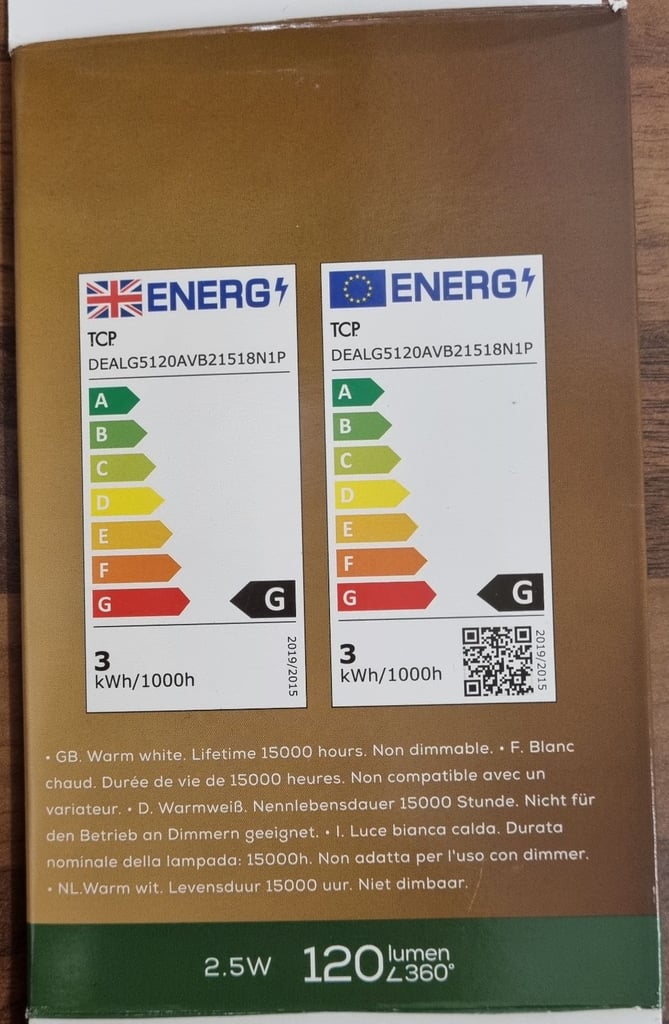 ENERG
TCP
DEALG5120AVB21518N1P
A
B
C
D
E
F
G
G
3
kWh/1000h
2019/2015
ENERG
TCP
DEALG5120AVB21518N1P
A
B
C
D
E
F
G
G
3
kWh/1000h
2019/2015
• GB. Warm white. Lifetime 15000 hours. Non dimmable. • F. Blanc
chaud. Durée de vie de 15000 heures. Non compatible avec un
variateur. • D. Warmweiß. Nennlebensdauer 15000 Stunde. Nicht für
den Betrieb an Dimmern geeignet. • I. Luce bianca calda. Durata
nominale della lampada: 15000h. Non adatta per l'uso con dimmer.
• NL.Warm wit. Levensduur 15000 uur. Niet dimbaar.
2.5W 120 lumen
∠360°